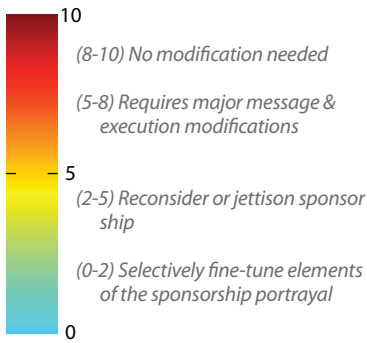 10
(8-10) No modification needed
(5-8) Requires major message &
execution modifications
5
(2-5) Reconsider or jettison sponsor
ship
(0-2) Selectively fine-tune elements
of the sponsorship portrayal
0